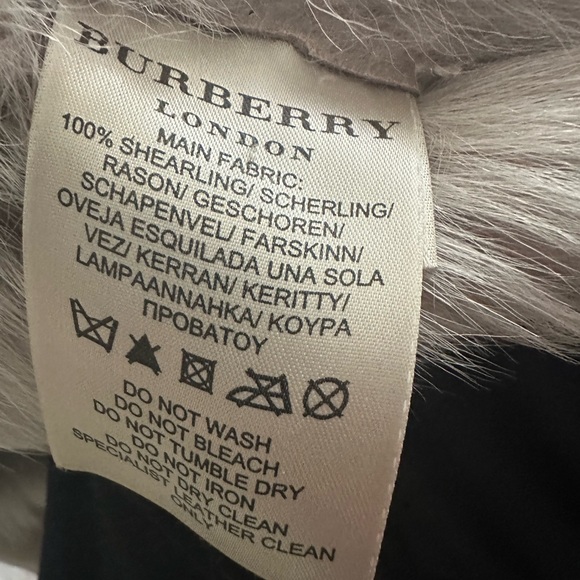 BURBERRY
LONDON
MAIN FABRIC:
100% SHEARLING/ SCHERLING/
RASON/ GESCHOREN/
SCHAPENVEL/ FARSKINN/
OVEJA ESQUILADA UNA SOLA
VEZ/ KERRAN/ KERITTY/
LAMPAANNAHKA/ ΚΟΥΡΑ
ΠΡΟΒΑΤΟΥ
DO NOT WASH
DO NOT BLEACH
DO NOT TUMBLE DRY
DO NOT IRON
DO NOT DRY CLEAN
SPECIALIST LEATHER CLEAN
ONLY